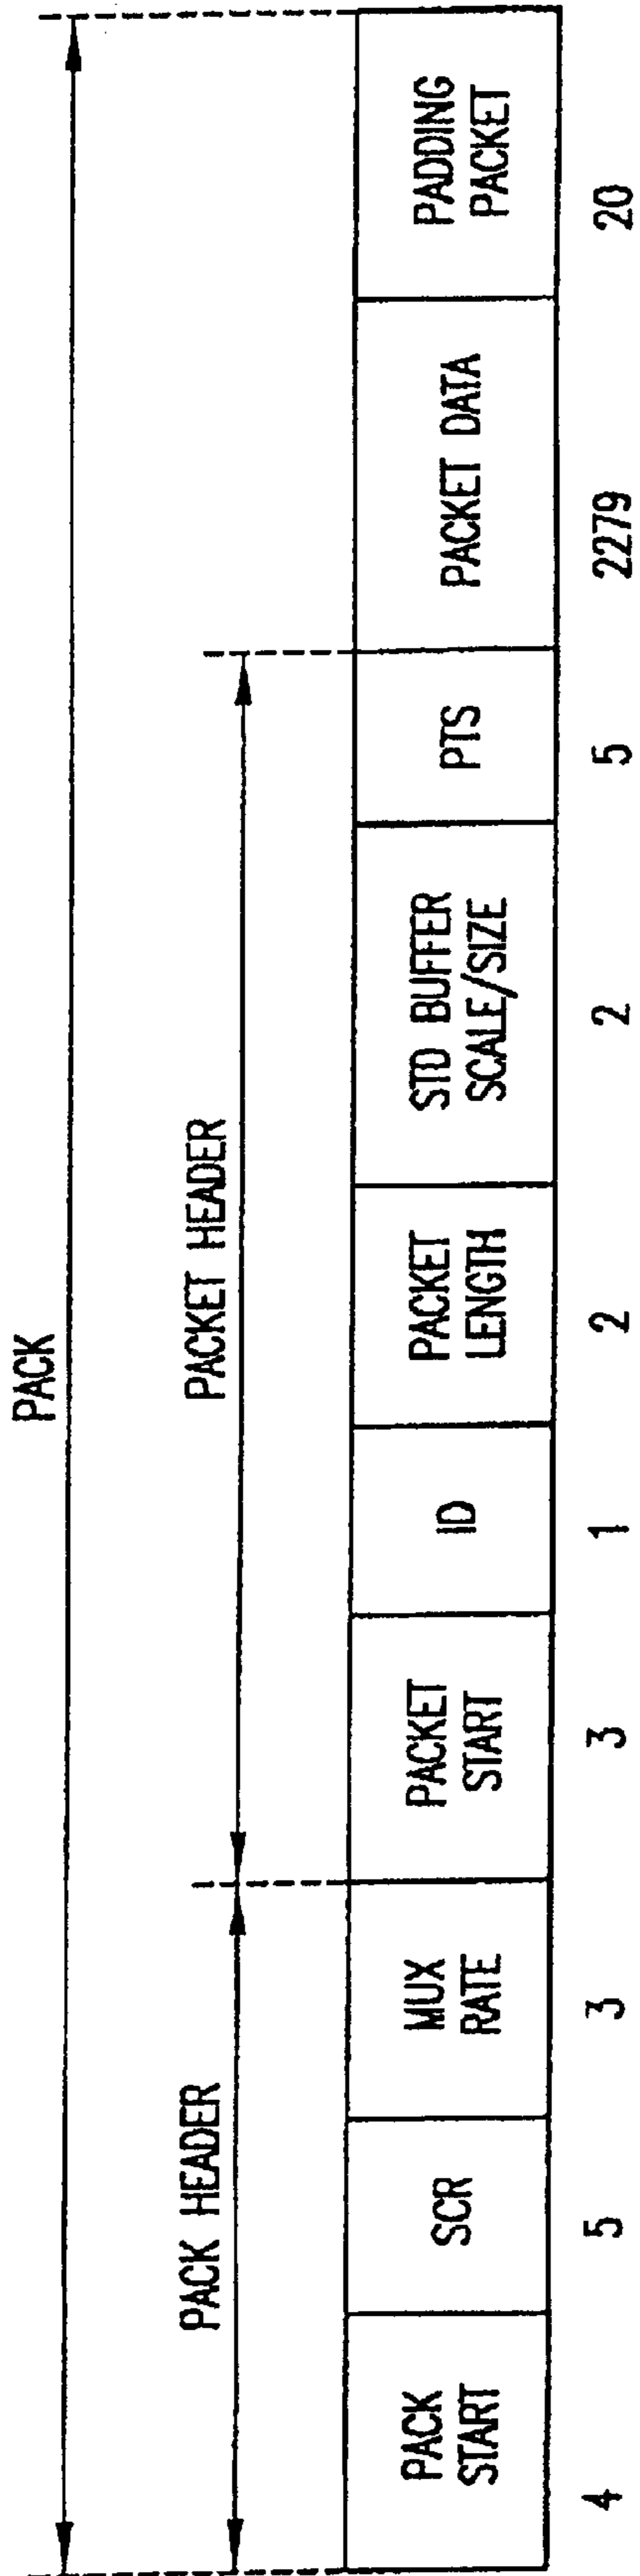 PACK
PACK HEADER
PACKET HEADER
PACK
START
SCR
MUX
RATE
PACKET
START
ID
PACKET
LENGTH
STD BUFFER
SCALE/SIZE
PTS
PACKET DATA
PADDING
PACKET
4 5 3 3 1 2 2 5 2279 20